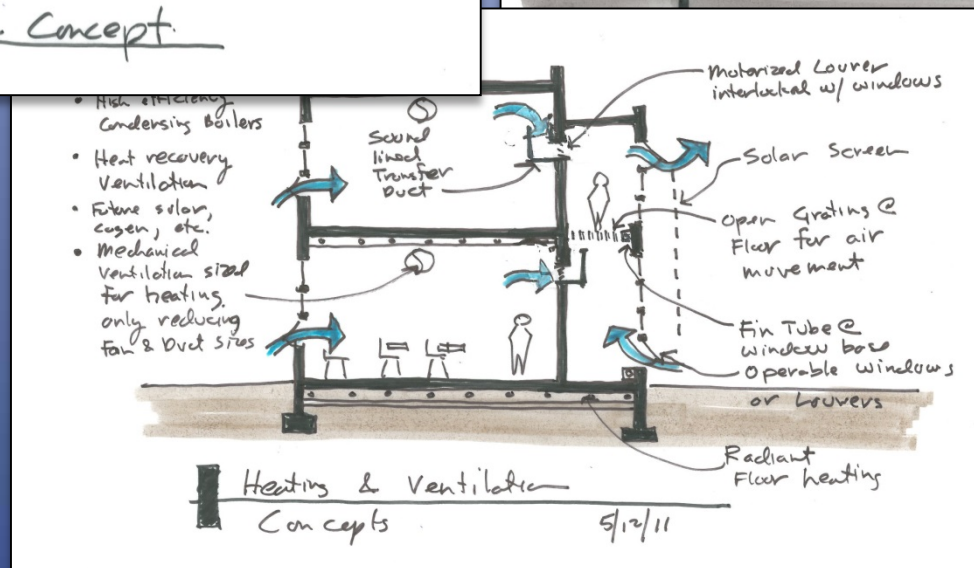 . Concept
• High efficiency
Condensing Boilers
• Heat recovery
Ventilation
• Future solar,
cogen, etc.
• Mechanical
ventilation sized
for heating
only reducing
Fan & Duct sizes
Sound
lined
Transfer
Duct
Motorized Louver
interlocked w/ windows
Solar Screen
Open Grating @
Floor for air
movement
Fin Tube @
window base
Operable windows
or Louvers
Radiant
Floor heating
Heating & Ventilation
Concepts 5/12/11